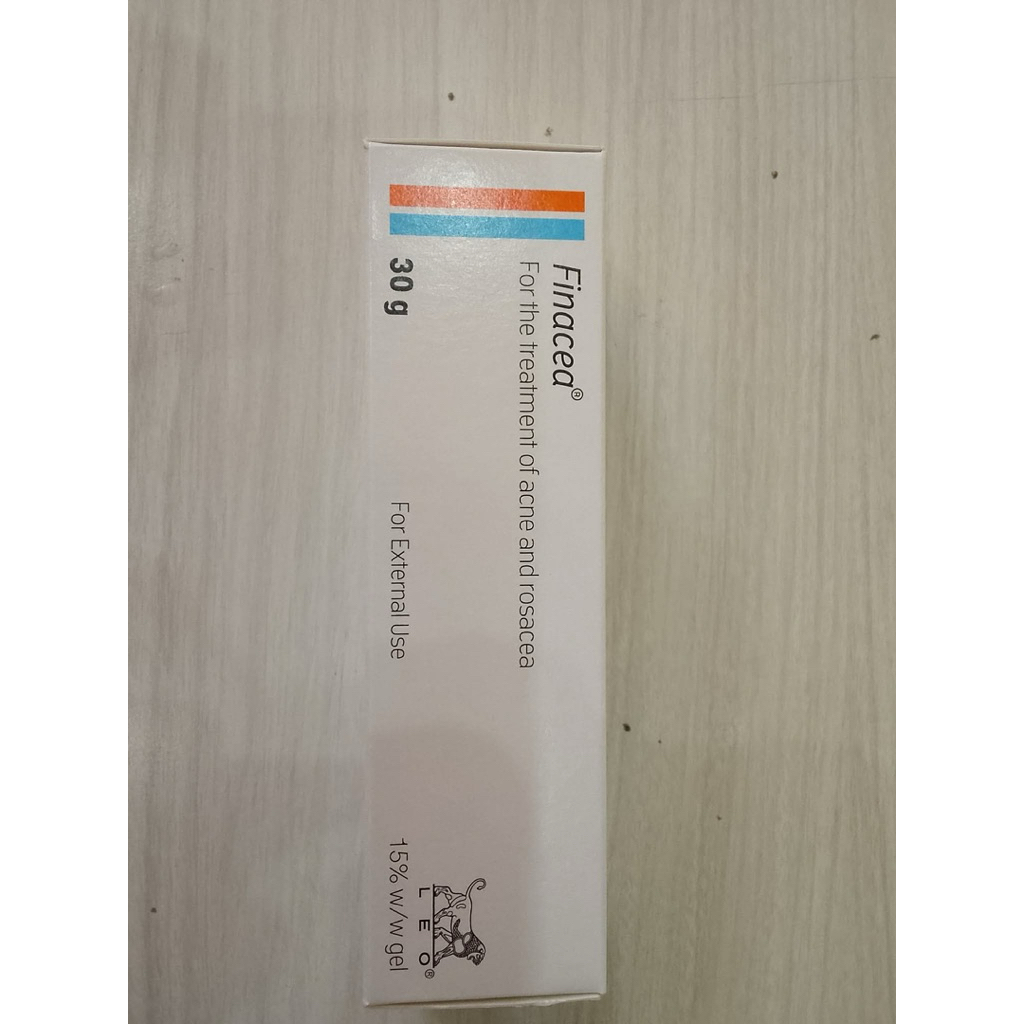 Finacea®
For the treatment of acne and rosacea
30 g
For External Use
LEO®
15% w/w gel